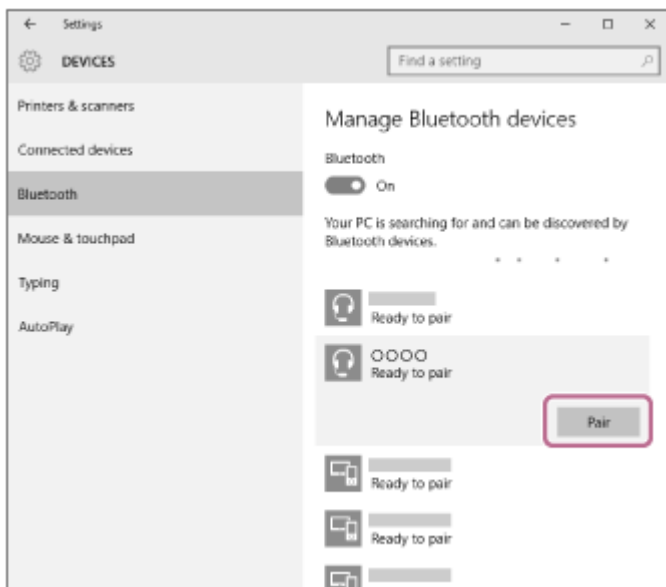 Settings
DEVICES
Find a setting
Printers & scanners
Connected devices
Bluetooth
Mouse & touchpad
Typing
AutoPlay
Manage Bluetooth devices
Bluetooth
On
Your PC is searching for and can be discovered by
Bluetooth devices.
Ready to pair
OOOO
Ready to pair
Pair
Ready to pair
Ready to pair